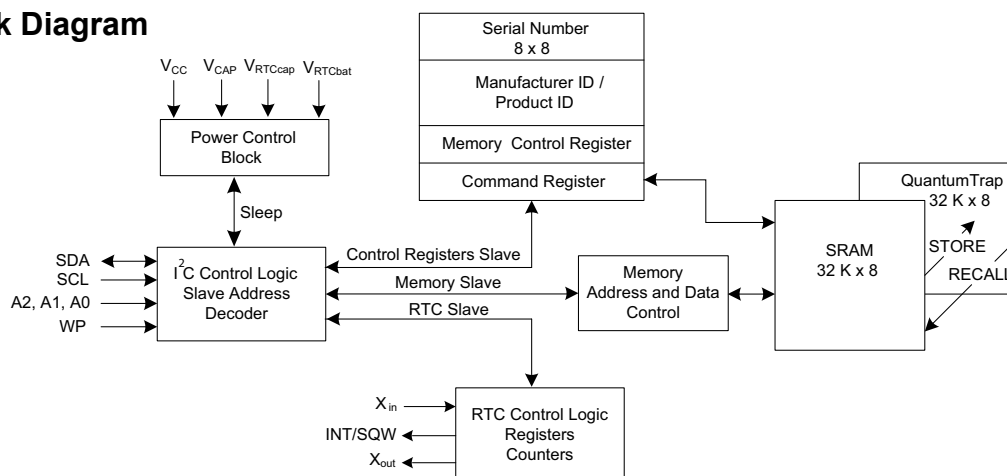 k Diagram
Serial Number
8 x 8
Manufacturer ID /
Product ID
Memory Control Register
Command Register
VCC VCAP VRTCcap VRTCbat
Power Control
Block
Sleep
QuantumTrap
32 K x 8
SRAM
32 K x 8
STORE
RECALL
SDA
SCL
A2, A1, A0
WP
I2C Control Logic
Slave Address
Decoder
Control Registers Slave
Memory Slave
RTC Slave
Memory
Address and Data
Control
Xin
INT/SQW
Xout
RTC Control Logic
Registers
Counters